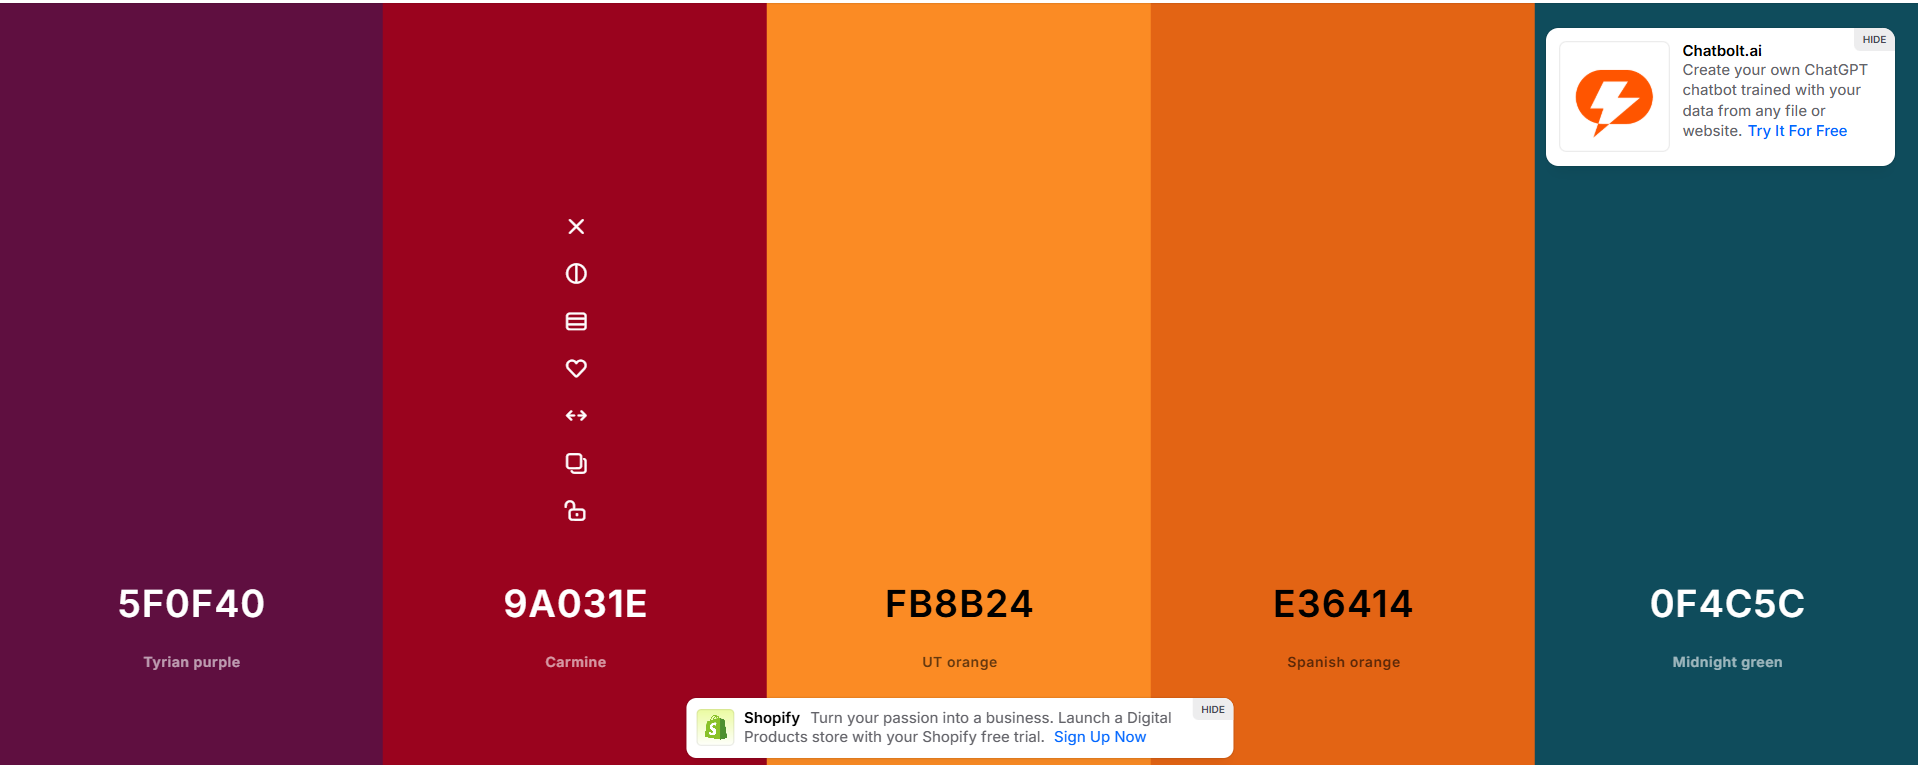 HIDE
Chatbolt.ai
Create your own ChatGPT
chatbot trained with your
data from any file or
website. Try It For Free
5F0F40
Tyrian purple
9A031E
Carmine
FB8B24
UT orange
E36414
Spanish orange
0F4C5C
Midnight green
HIDE
Shopify Turn your passion into a business. Launch a Digital
Products store with your Shopify free trial. Sign Up Now